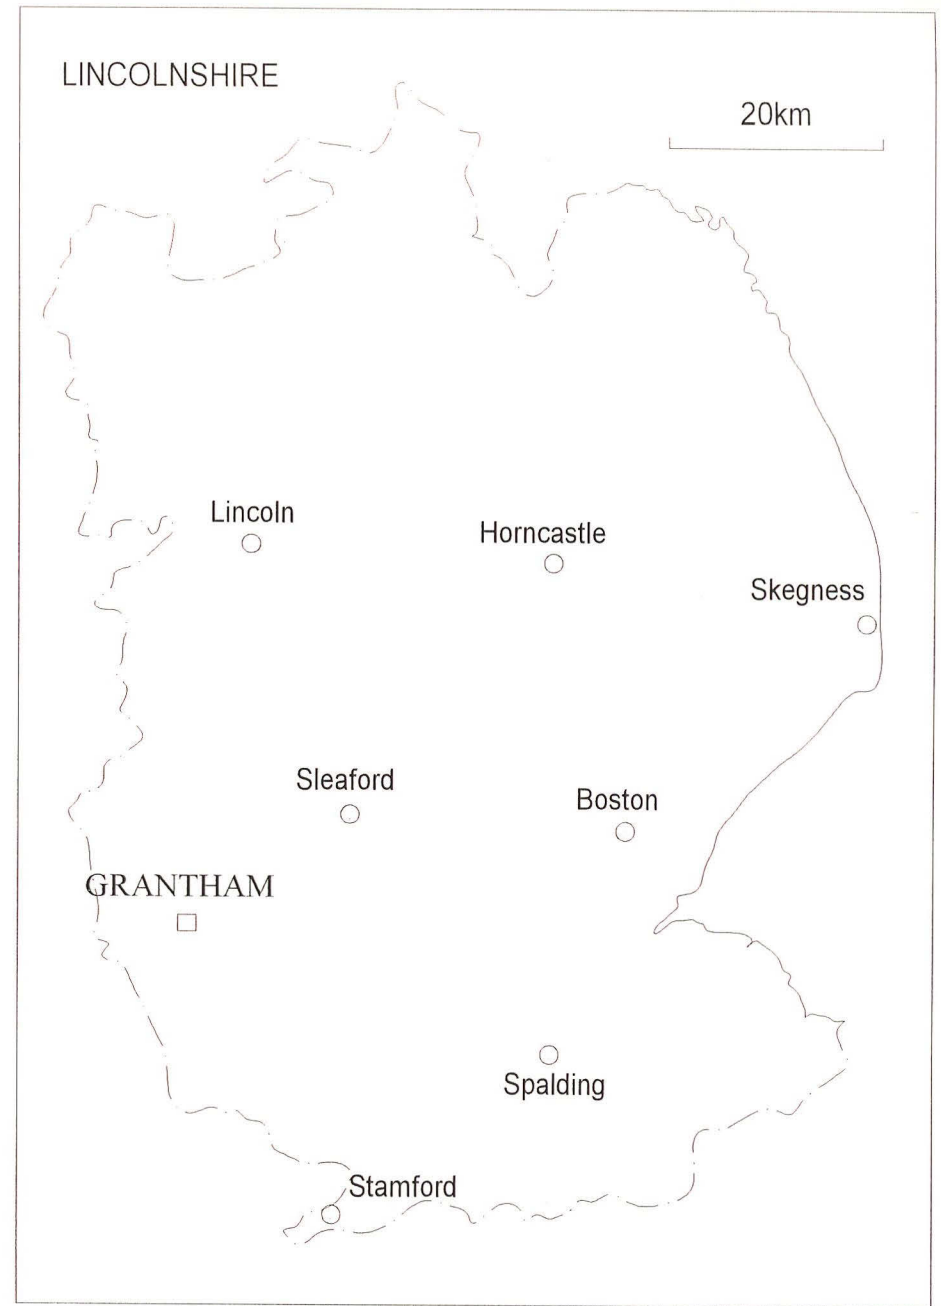 LINCOLNSHIRE
20km
Lincoln
Horncastle
Skegness
Sleaford
Boston
GRANTHAM
Spalding
Stamford